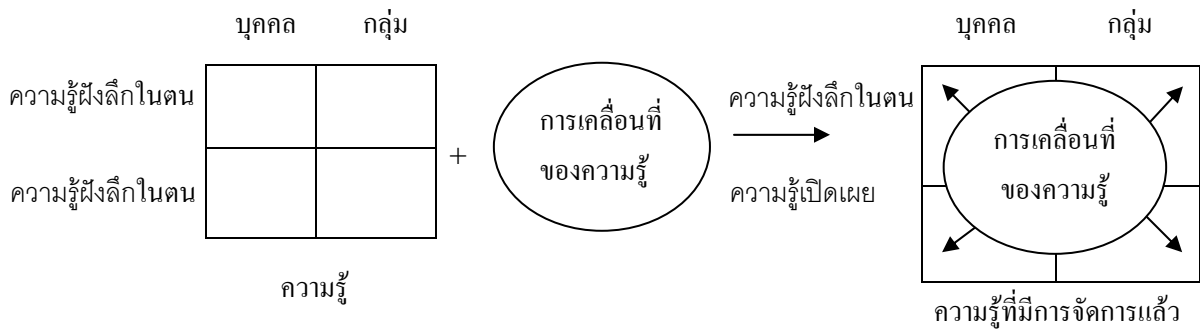 บุคคล กลุ่ม
ความรู้ฝังลึกในตน
ความรู้ฝังลึกในตน
ความรู้
+
การเคลื่อนที่
ของความรู้
ความรู้ฝังลึกในตน
ความรู้เปิดเผย
บุคคล กลุ่ม
การเคลื่อนที่
ของความรู้
ความรู้ที่มีการจัดการแล้ว